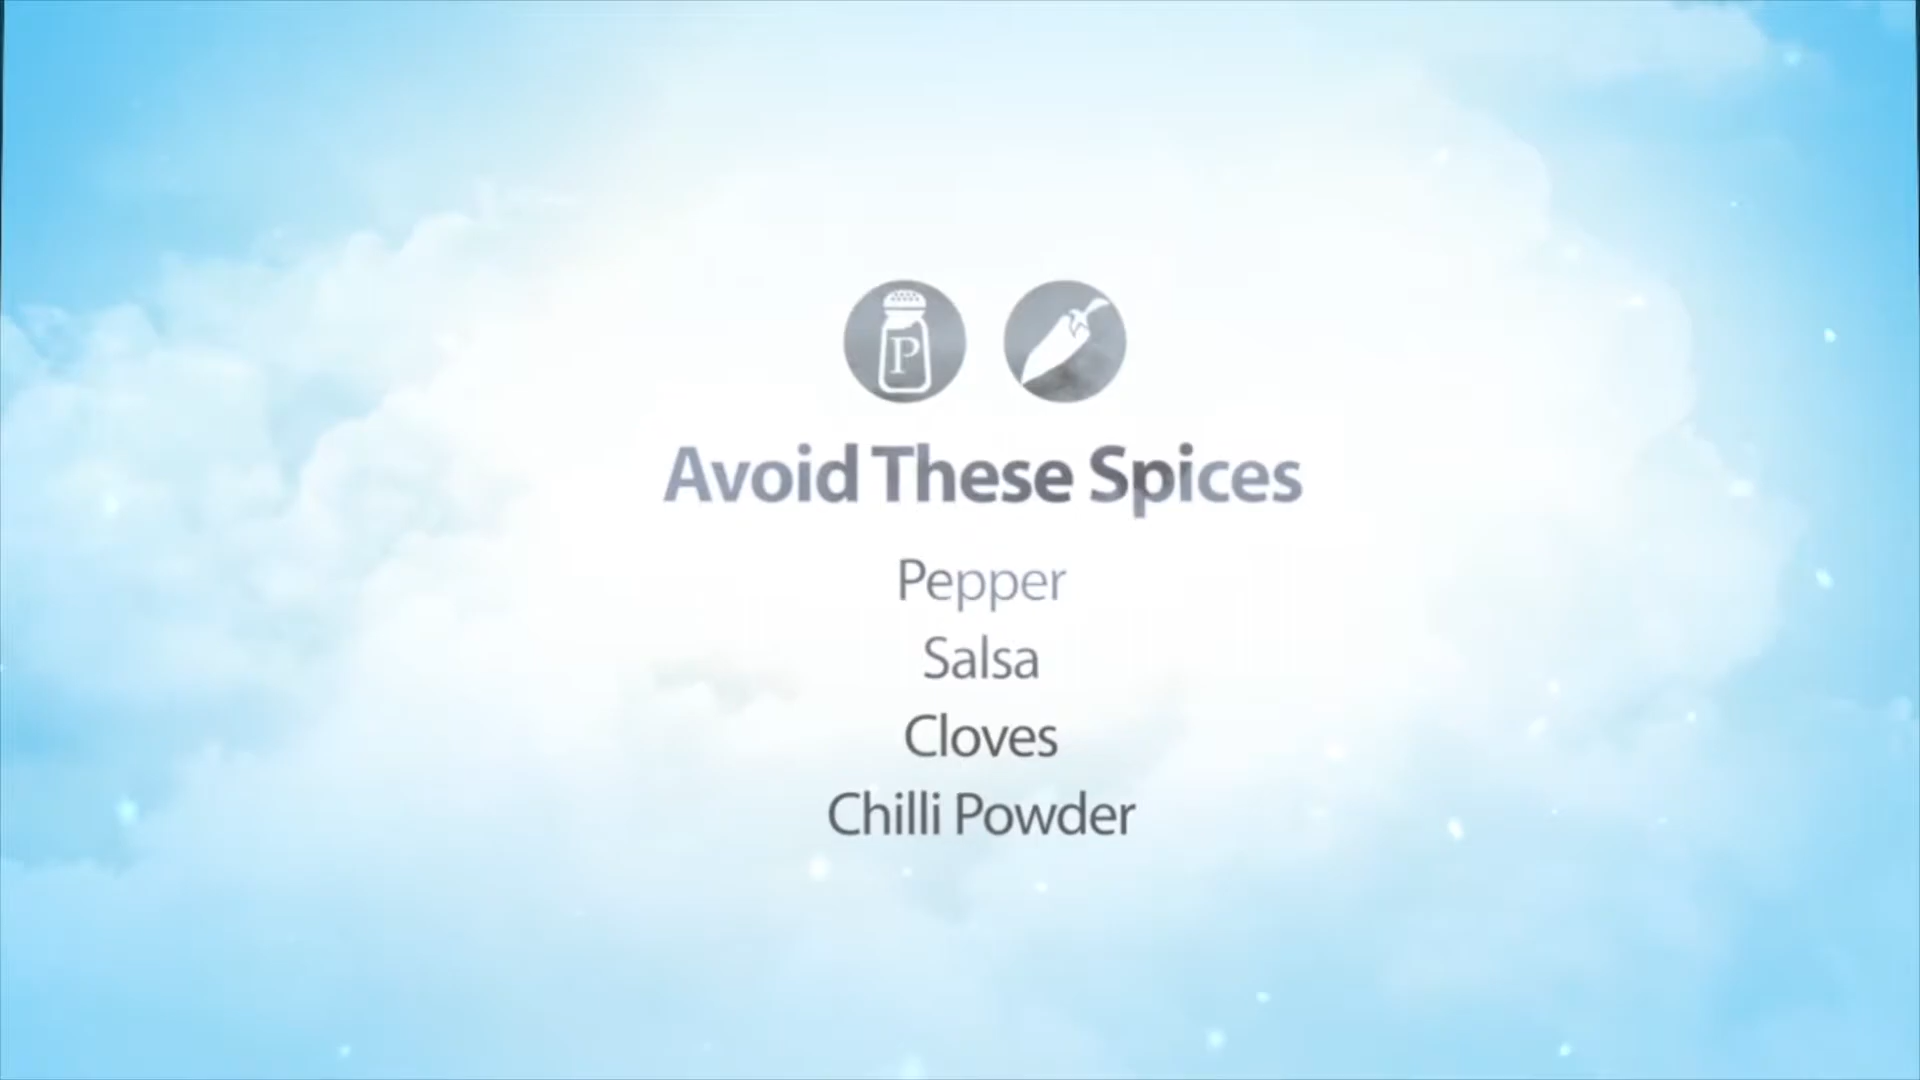 P
Avoid These Spices
Pepper
Salsa
Cloves
Chilli Powder